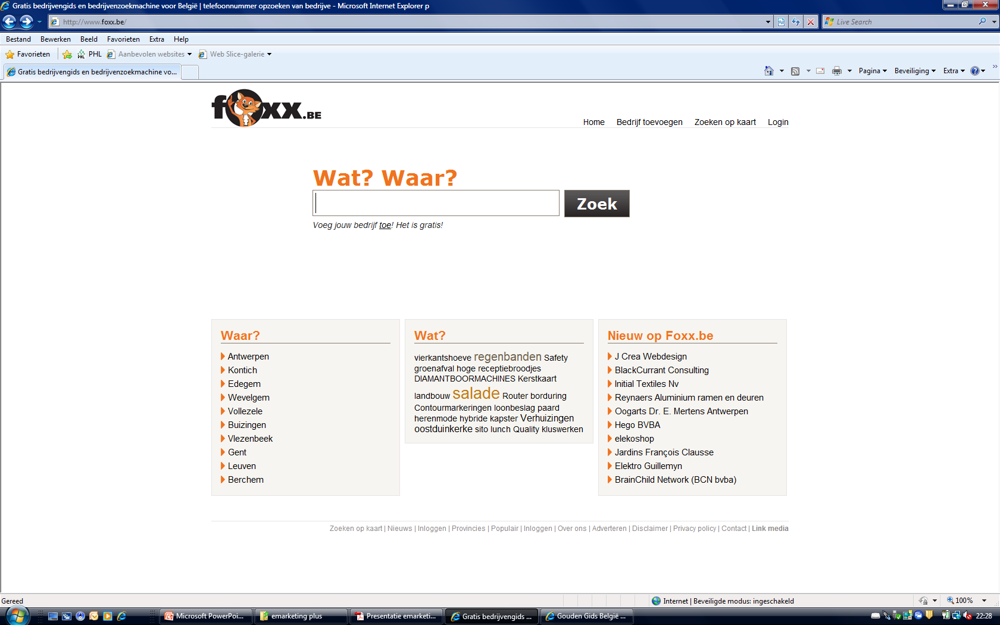 Gratis bedrijvengids en bedrijvenzoekmachine voor België | telefoonnummer opzoeken van bedrijve - Microsoft Internet Explorer p
http://www.foxx.be/
Live Search
Bestand Bewerken Beeld Favorieten Extra Help
Favorieten PHL PHL Aanbevolen websites Web Slice-galerie
Gratis bedrijvengids en bedrijvenzoekmachine vo...
Pagina Beveiliging Extra
foxx.BE
Home Bedrijf toevoegen Zoeken op kaart Login
Wat? Waar?
Zoek
Voeg jouw bedrijf toe! Het is gratis!
Waar?
Antwerpen
Kontich
Edegem
Wevelgem
Vollezele
Buizingen
Vlezenbeek
Gent
Leuven
Berchem
Wat?
vierkantshoeve regenbanden Safety
groenafval hoge receptiebroodjes
DIAMANTBOORMACHINES Kerstkaart
landbouw salade Router borduring
Contourmarkeringen loonbeslag paard
herenmode hybride kapster Verhuizingen
oostduinkerke sito lunch Quality kluswerken
Nieuw op Foxx.be
J Crea Webdesign
BlackCurrant Consulting
Initial Textiles Nv
Reynaers Aluminium ramen en deuren
Oogarts Dr. E. Mertens Antwerpen
Hego BVBA
elekoshop
Jardins François Clausse
Elektro Guillemyn
BrainChild Network (BCN bvba)
Zoeken op kaart | Nieuws | Inloggen | Provincies | Populair | Inloggen | Over ons | Adverteren | Disclaimer | Privacy policy | Contact | Link media
Gereed
Internet | Beveiligde modus: ingeschakeld
100%
Microsoft PowerPoi... emarketing plus Presentatie emarketi... Gratis bedrijvengids ... Gouden Gids België ...
22:28